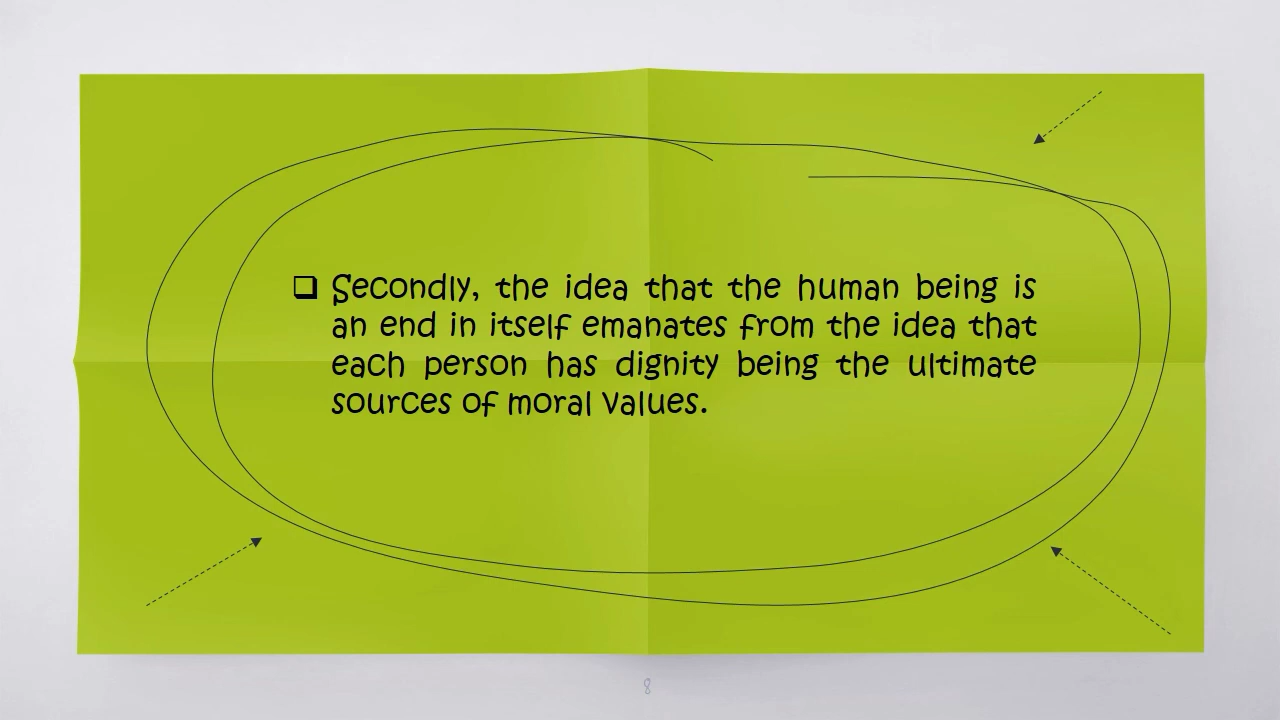 ❑ Secondly, the idea that the human being is
an end in itself emanates from the idea that
each person has dignity being the ultimate
sources of moral values.
8